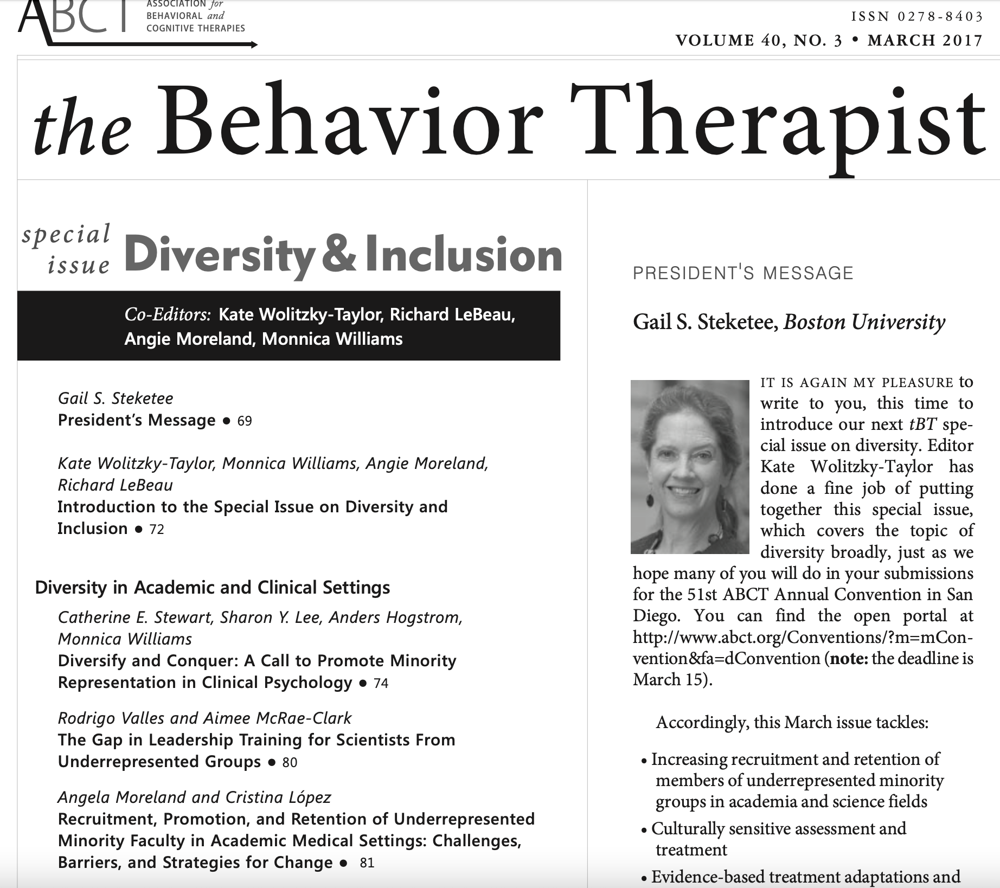 ABCT
ASSOCIATION for
BEHAVIORAL and
COGNITIVE THERAPIES
ISSN 0278-8403
VOLUME 40, NO. 3 • MARCH 2017
the Behavior Therapist
special
issue
Diversity & Inclusion
Co-Editors: Kate Wolitzky-Taylor, Richard LeBeau,
Angie Moreland, Monnica Williams
Gail S. Steketee
President’s Message ● 69
Kate Wolitzky-Taylor, Monnica Williams, Angie Moreland,
Richard LeBeau
Introduction to the Special Issue on Diversity and
Inclusion ● 72
Diversity in Academic and Clinical Settings
Catherine E. Stewart, Sharon Y. Lee, Anders Hogstrom,
Monnica Williams
Diversify and Conquer: A Call to Promote Minority
Representation in Clinical Psychology ● 74
Rodrigo Valles and Aimee McRae-Clark
The Gap in Leadership Training for Scientists From
Underrepresented Groups ● 80
Angela Moreland and Cristina López
Recruitment, Promotion, and Retention of Underrepresented
Minority Faculty in Academic Medical Settings: Challenges,
Barriers, and Strategies for Change ● 81
PRESIDENT'S MESSAGE
Gail S. Steketee, Boston University
IT IS AGAIN MY PLEASURE to
write to you, this time to
introduce our next tBT spe-
cial issue on diversity. Editor
Kate Wolitzky-Taylor has
done a fine job of putting
together this special issue,
which covers the topic of
diversity broadly, just as we
hope many of you will do in your submissions
for the 51st ABCT Annual Convention in San
Diego. You can find the open portal at
http://www.abct.org/Conventions/?m=mCon-
vention&fa=dConvention (note: the deadline is
March 15).
Accordingly, this March issue tackles:
• Increasing recruitment and retention of
members of underrepresented minority
groups in academia and science fields
• Culturally sensitive assessment and
treatment
• Evidence-based treatment adaptations and